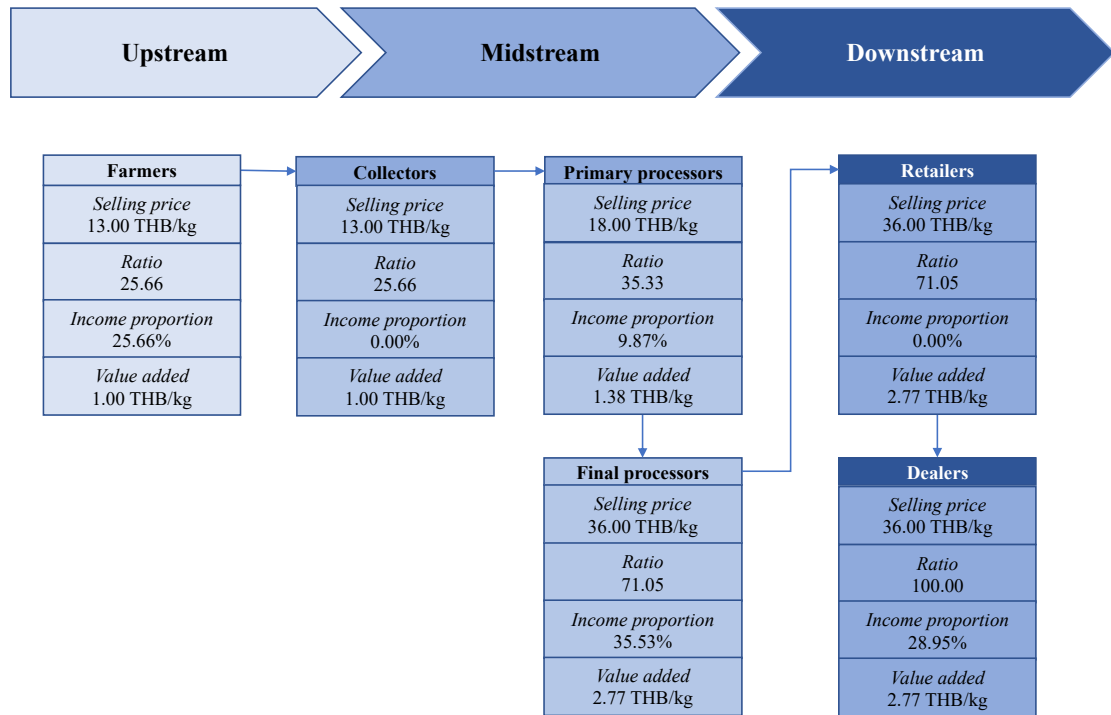 Upstream
Midstream
Downstream
Farmers
Selling price
13.00 THB/kg
Ratio
25.66
Income proportion
25.66%
Value added
1.00 THB/kg
Collectors
Selling price
13.00 THB/kg
Ratio
25.66
Income proportion
0.00%
Value added
1.00 THB/kg
Primary processors
Selling price
18.00 THB/kg
Ratio
35.33
Income proportion
9.87%
Value added
1.38 THB/kg
Final processors
Selling price
36.00 THB/kg
Ratio
71.05
Income proportion
35.53%
Value added
2.77 THB/kg
Retailers
Selling price
36.00 THB/kg
Ratio
71.05
Income proportion
0.00%
Value added
2.77 THB/kg
Dealers
Selling price
36.00 THB/kg
Ratio
100.00
Income proportion
28.95%
Value added
2.77 THB/kg